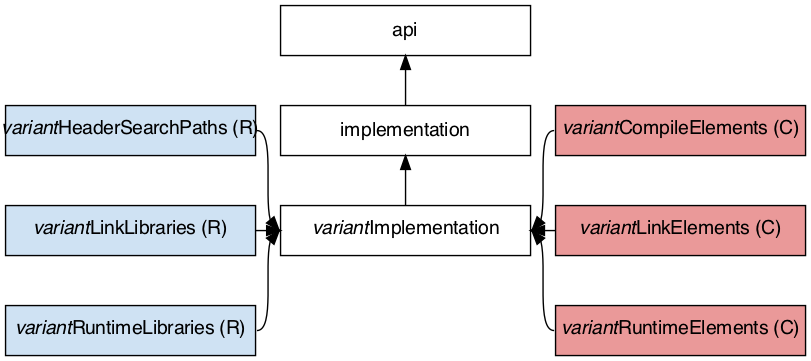 api
variantHeaderSearchPaths (R)
implementation
variantCompileElements (C)
variantLinkLibraries (R)
variantImplementation
variantLinkElements (C)
variantRuntimeLibraries (R)
variantRuntimeElements (C)